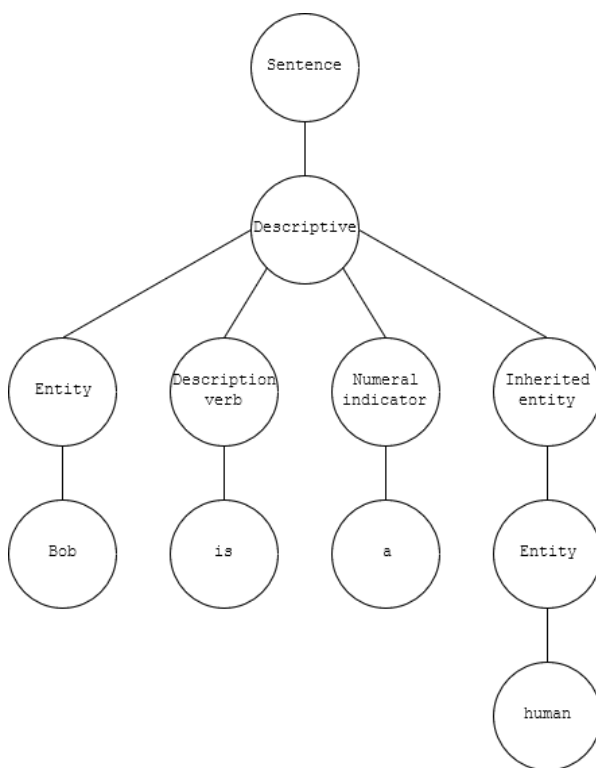 Sentence
Descriptive
Entity
Description
verb
Numeral
indicator
Inherited
entity
Bob
is
a
Entity
human